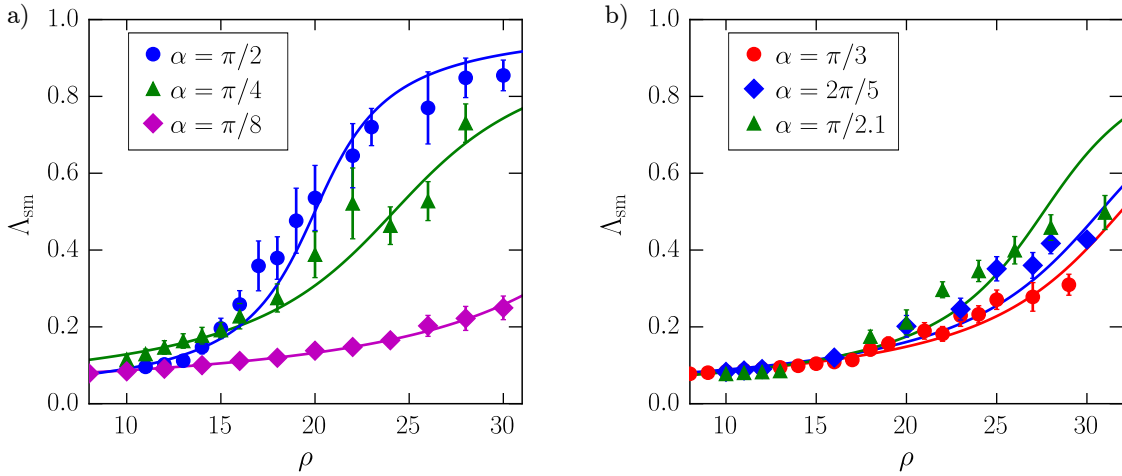 a)
1.0
0.8
0.6
0.4
0.2
0.0
Λsm
10 15 20 25 30
ρ
α = π/2
α = π/4
α = π/8
b)
1.0
0.8
0.6
0.4
0.2
0.0
Λsm
10 15 20 25 30
ρ
α = π/3
α = 2π/5
α = π/2.1